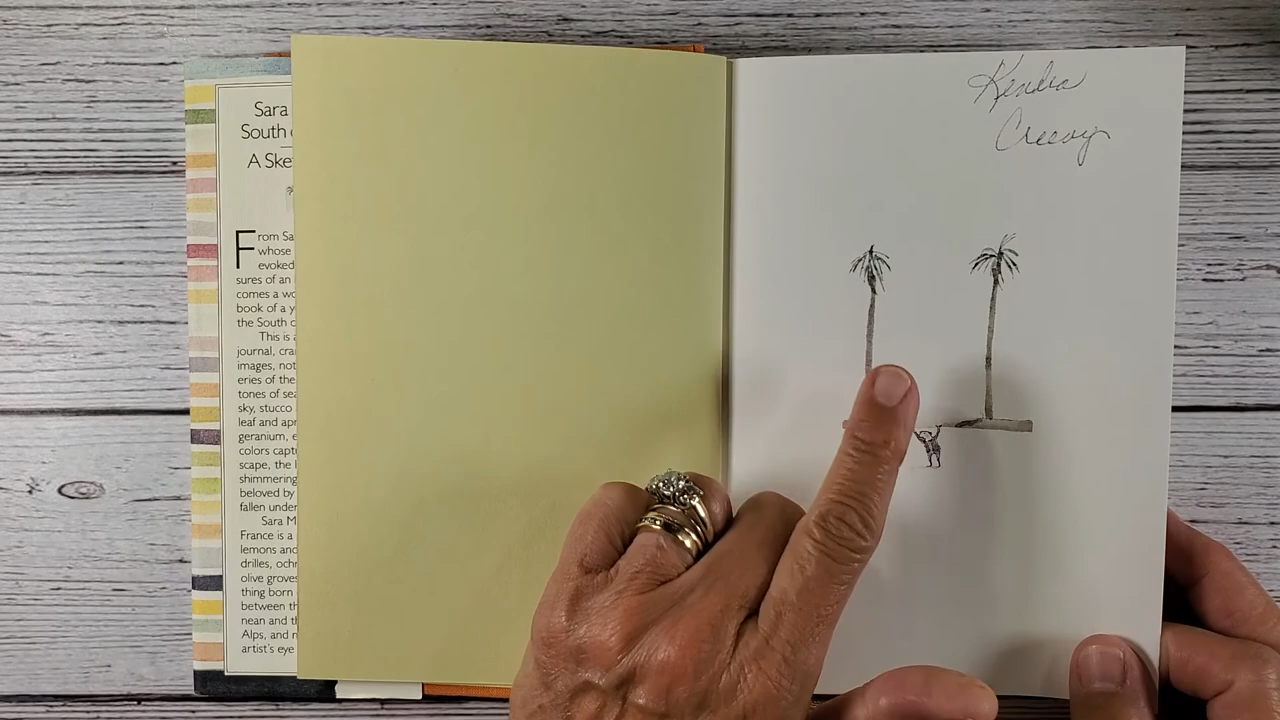 Sara
South
A Ske
From Sa
whose
evoked
sures of an
comes a wo
book of a y
the South o
This is a
journal, cra
images, not
eries of the
tones of sea
sky, stucco
leaf and apr
geranium, e
colors capt
scape, the l
shimmering
beloved by
fallen under
Sara M
France is a
lemons and
drilles, ochr
olive groves
thing born
between th
nean and th
Alps, and n
artist's eye
Kendra
Creevy